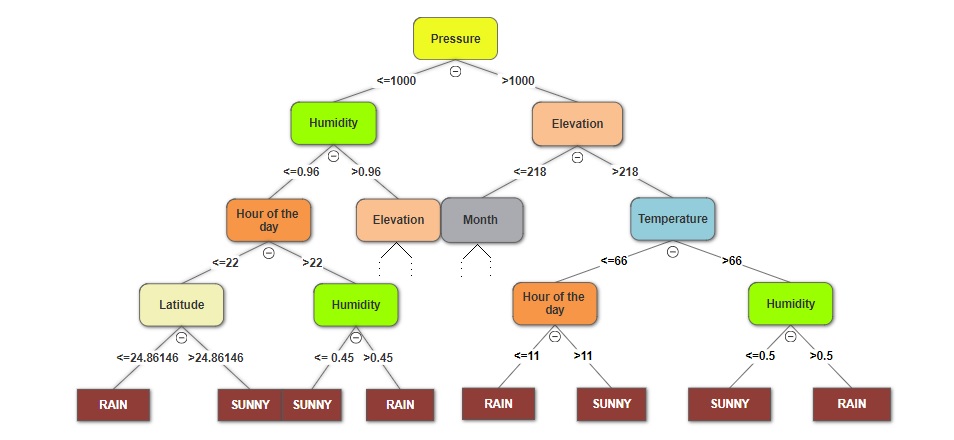 Pressure
<=1000
>1000
Humidity
Elevation
<=0.96
>0.96
<=218
>218
Hour of the
day
Elevation
Month
Temperature
<=22
>22
<=66
>66
Latitude
Humidity
Hour of the
day
Humidity
<=24.86146
>24.86146
<= 0.45
>0.45
<=11
>11
<=0.5
>0.5
RAIN
SUNNY
SUNNY
RAIN
RAIN
SUNNY
SUNNY
RAIN